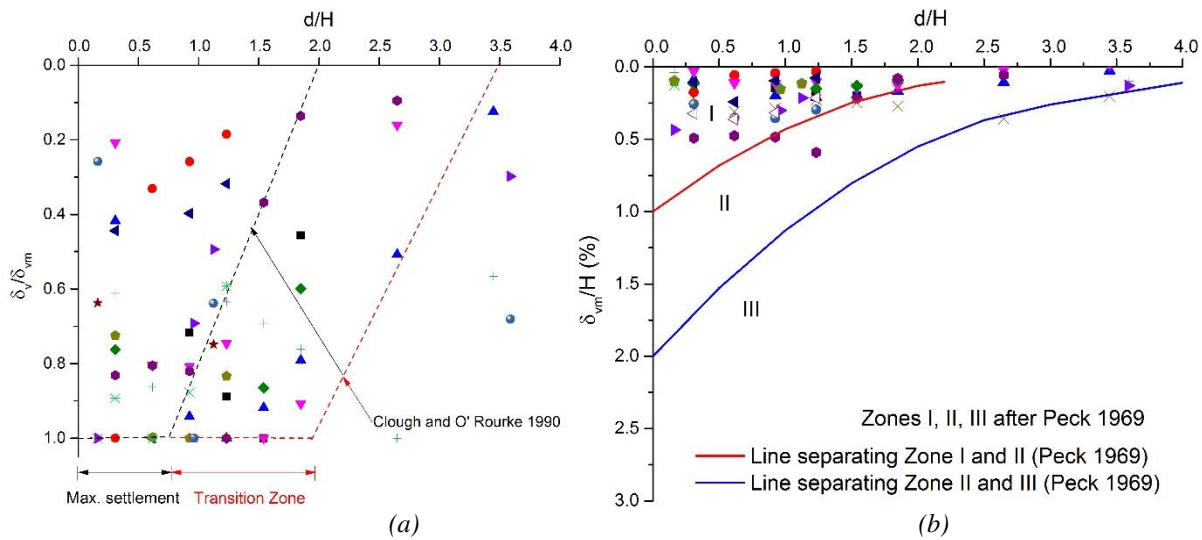 d/H
0.0 0.5 1.0 1.5 2.0 2.5 3.0 3.5 4.0
0.0
0.2
0.4
0.6
0.8
1.0
δv/δvm
Clough and O' Rourke 1990
Max. settlement
Transition Zone
(a)
d/H
0.0 0.5 1.0 1.5 2.0 2.5 3.0 3.5 4.0
0.0
0.5
1.0
1.5
2.0
2.5
3.0
δvm/H (%)
I
II
III
Zones I, II, III after Peck 1969
Line separating Zone I and II (Peck 1969)
Line separating Zone II and III (Peck 1969)
(b)